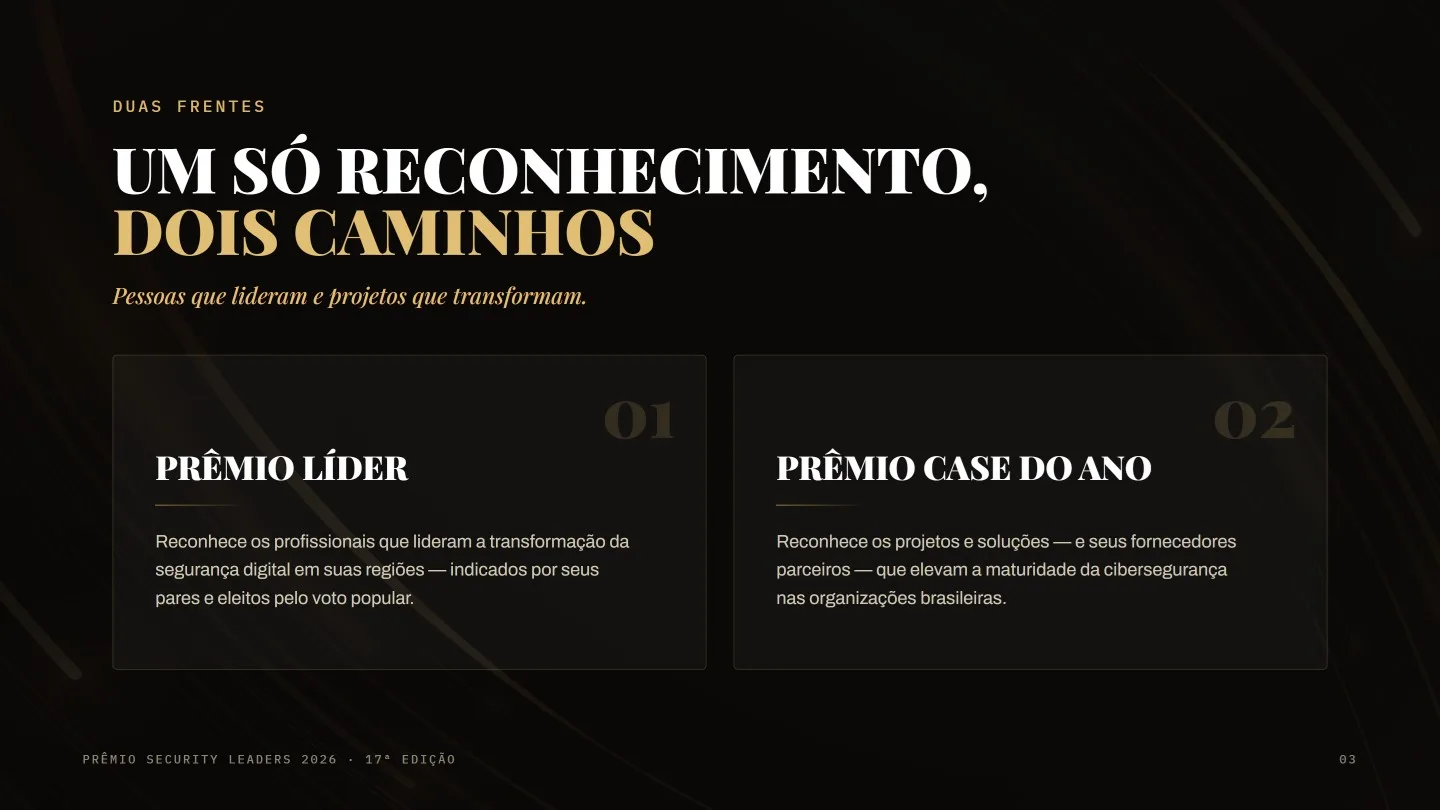 DUAS FRENTES
UM SÓ RECONHECIMENTO,
DOIS CAMINHOS
Pessoas que lideram e projetos que transformam.
01
PRÊMIO LÍDER
Reconhece os profissionais que lideram a transformação da
segurança digital em suas regiões — indicados por seus
pares e eleitos pelo voto popular.
02
PRÊMIO CASE DO ANO
Reconhece os projetos e soluções — e seus fornecedores
parceiros — que elevam a maturidade da cibersegurança
nas organizações brasileiras.
PRÊMIO SECURITY LEADERS 2026 · 17ª EDIÇÃO
03